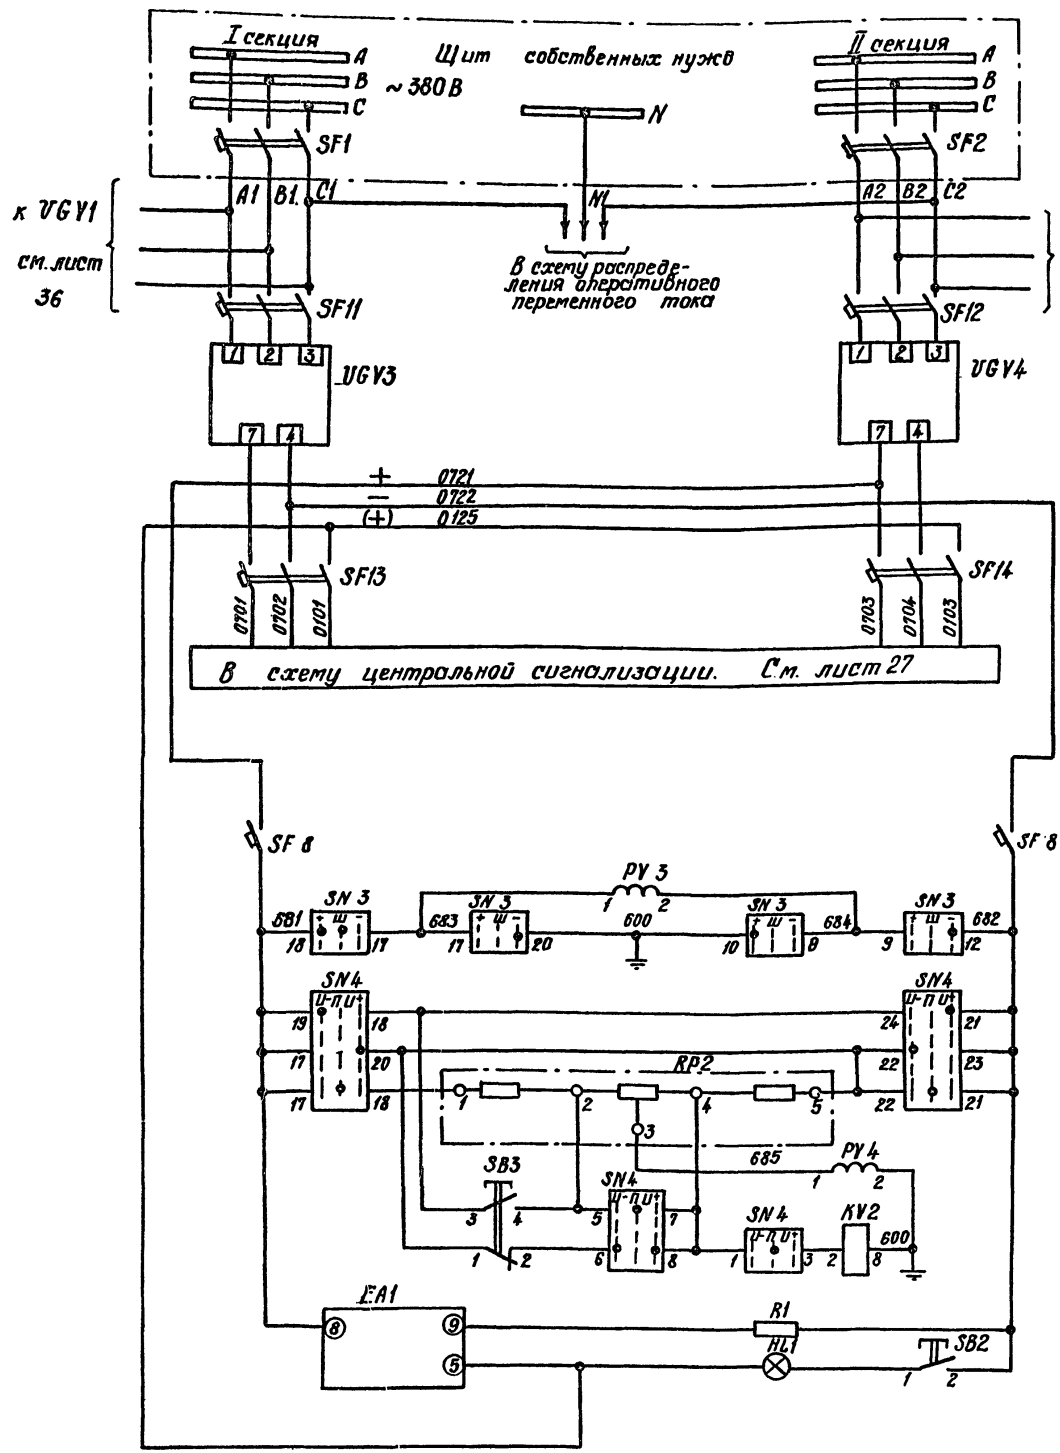 I секция
Щит собственных нужд
II секция
A
B
C
~380 В
N
A
B
C
SF1
SF2
A1
B1
C1
N1
A2
B2
C2
к UGV1
см. лист
36
В схему распреде-
ления оперативного
переменного тока
SF11
SF12
1 2 3
UGV3
7 4
1 2 3
UGV4
7 4
+ 0721
− 0722
(+) 0125
SF13
SF14
0701
0702
0101
0703
0704
0103
В схему центральной сигнализации. См. лист 27
SF 8
SF 8
PV 3
1 2
SN 3
SN 3
SN 3
SN 3
681
+ Ш −
683
+ Ш −
600
+ Ш −
684
+ Ш −
682
18 17
17 20
10 8
9 12
SN4
SN4
U- П U+
U- П U+
19 18
24 21
17 20
22 23
17 18
22 21
RP2
1 2 4 5
3
685
PV 4
1 2
SB3
3 4
1 2
SN4
U- П U+
5 7
6 8
SN 4
U- П U+
1 3
KV2
2 8
600
EA1
8
9
5
R1
HL1
SB2
1 2